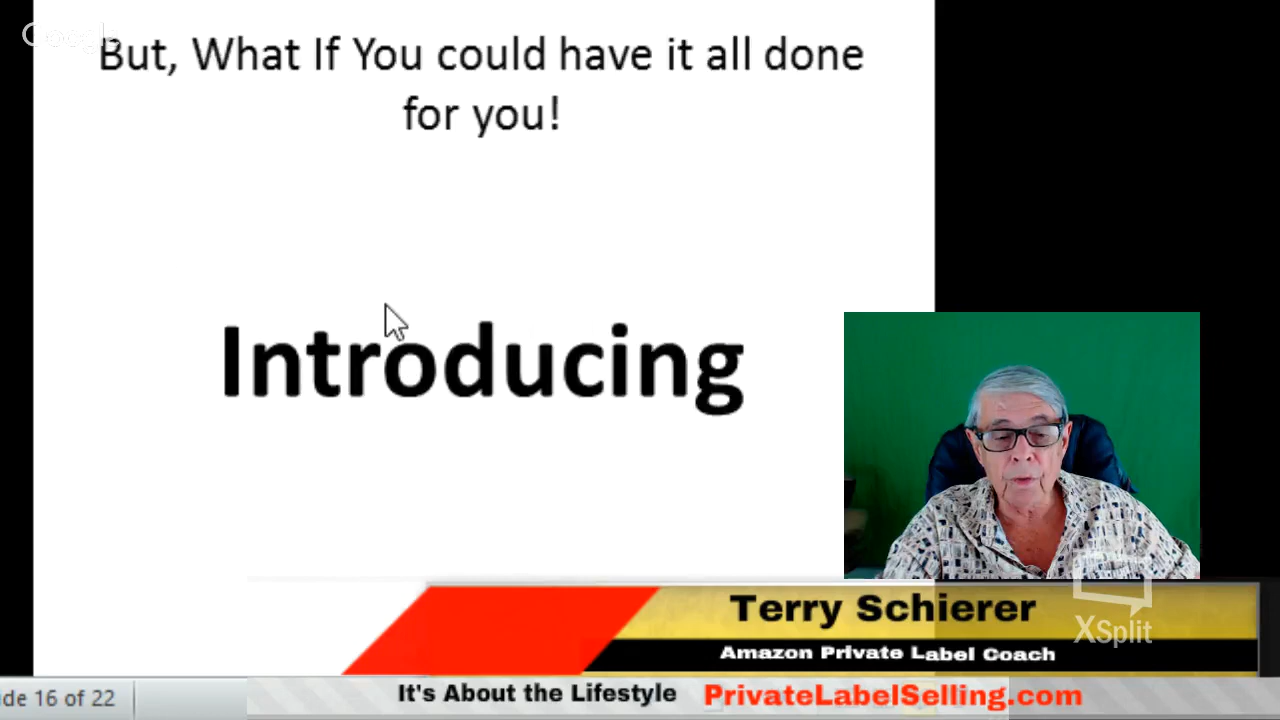 Google
But, What If You could have it all done
for you!
Introducing
Terry Schierer
XSplit
Amazon Private Label Coach
de 16 of 22
It's About the Lifestyle
PrivateLabelSelling.com